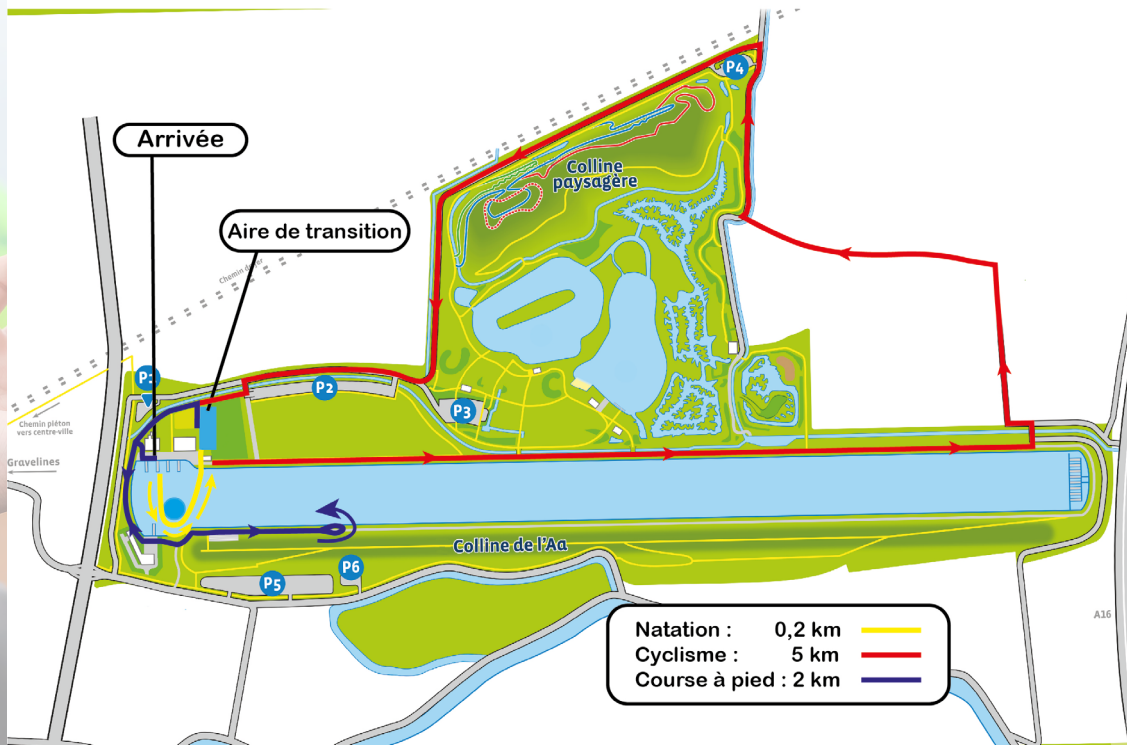 P4
Arrivée
Colline
paysagère
Aire de transition
Chemin de fer
P1
P2
P3
Chemin piéton
vers centre-ville
Gravelines
Colline de l'Aa
P6
P5
A16
Natation : 0,2 km
Cyclisme : 5 km
Course à pied : 2 km